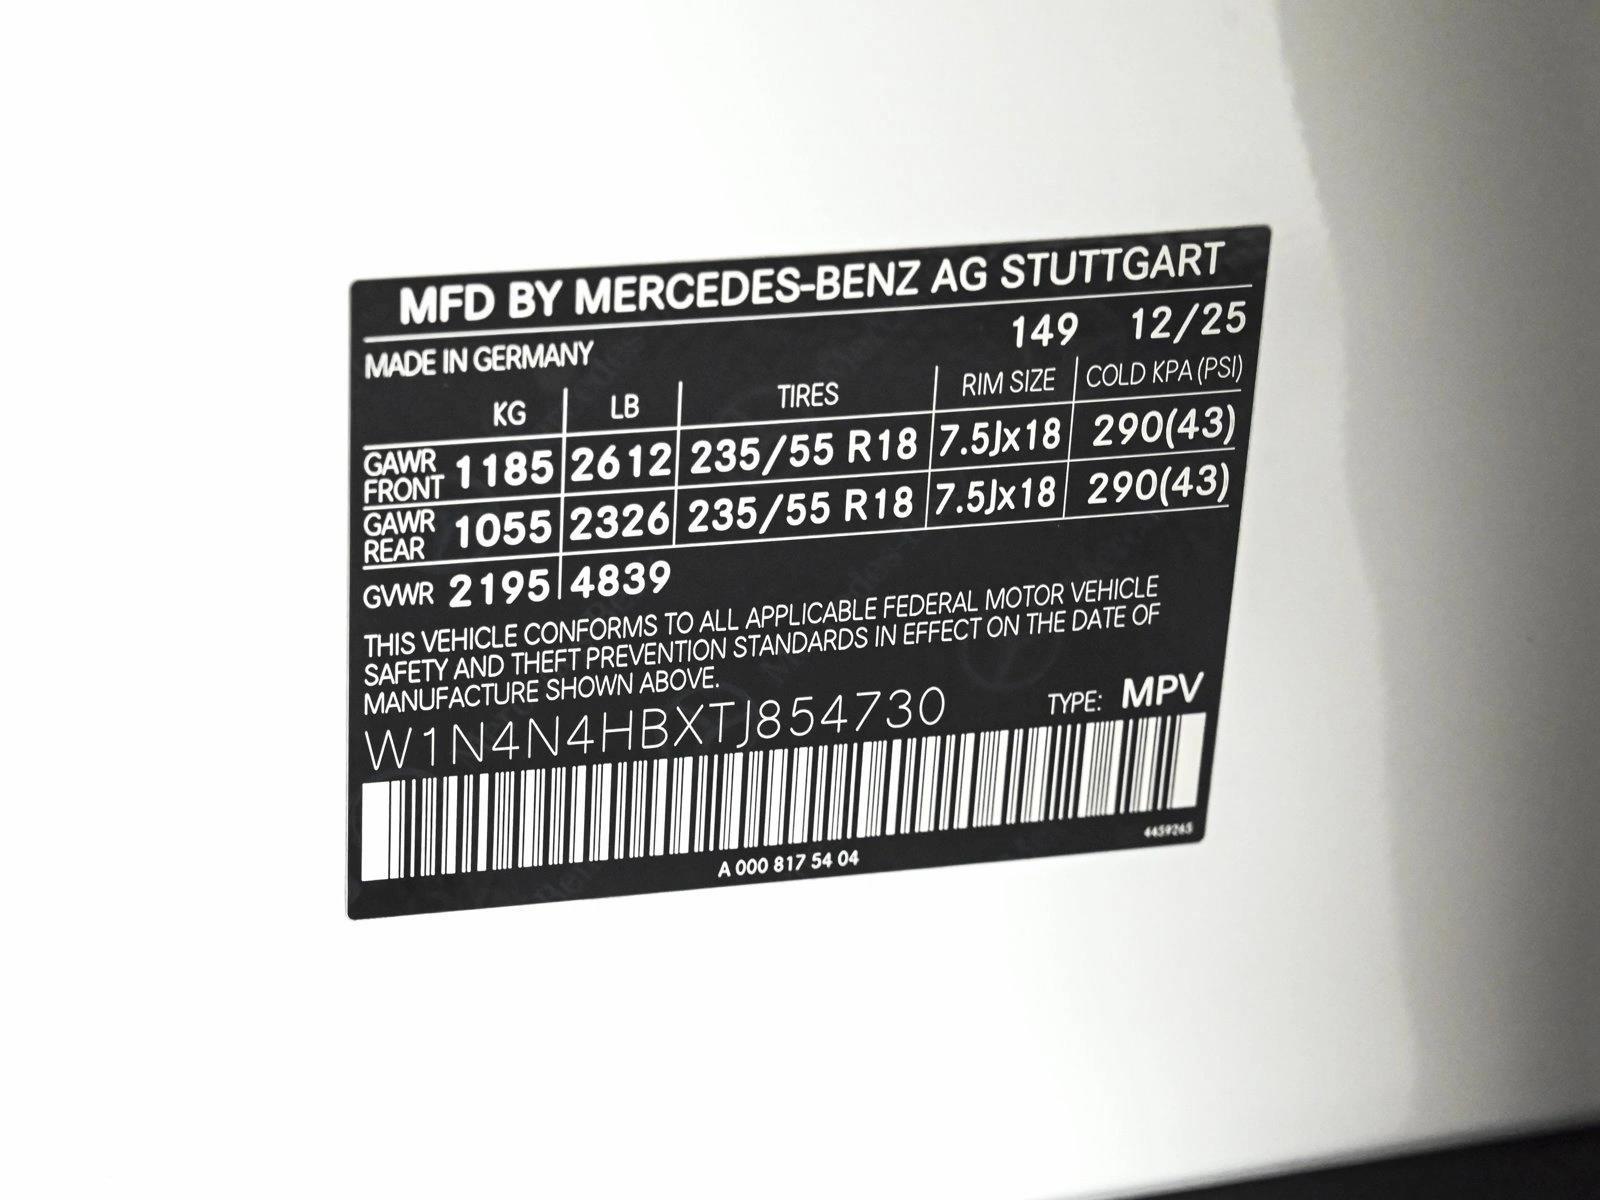 MFD BY MERCEDES-BENZ AG STUTTGART
MADE IN GERMANY 149 12/25
KG LB TIRES RIM SIZE COLD KPA (PSI)
GAWR FRONT 1185 2612 235/55 R18 7.5Jx18 290(43)
GAWR REAR 1055 2326 235/55 R18 7.5Jx18 290(43)
GVWR 2195 4839
THIS VEHICLE CONFORMS TO ALL APPLICABLE FEDERAL MOTOR VEHICLE
SAFETY AND THEFT PREVENTION STANDARDS IN EFFECT ON THE DATE OF
MANUFACTURE SHOWN ABOVE.
W1N4N4HBXTJ854730 TYPE: MPV
A 000 817 54 04